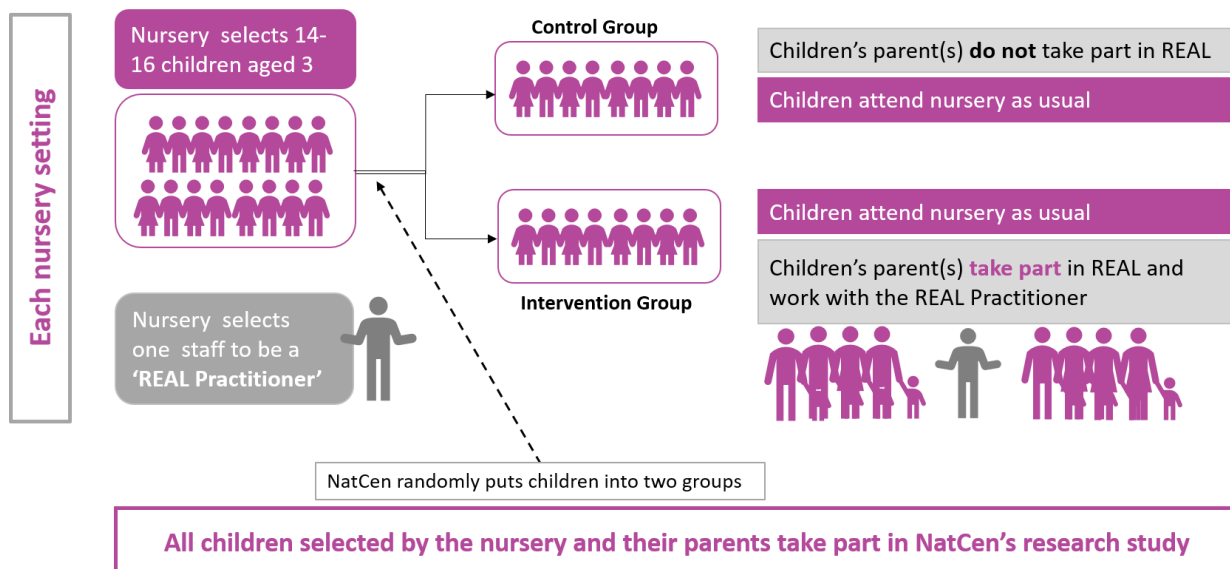 Each nursery setting
Nursery selects 14-
16 children aged 3
Nursery selects
one staff to be a
‘REAL Practitioner’
Control Group
Intervention Group
Children’s parent(s) do not take part in REAL
Children attend nursery as usual
Children attend nursery as usual
Children’s parent(s) take part in REAL and
work with the REAL Practitioner
NatCen randomly puts children into two groups
All children selected by the nursery and their parents take part in NatCen’s research study